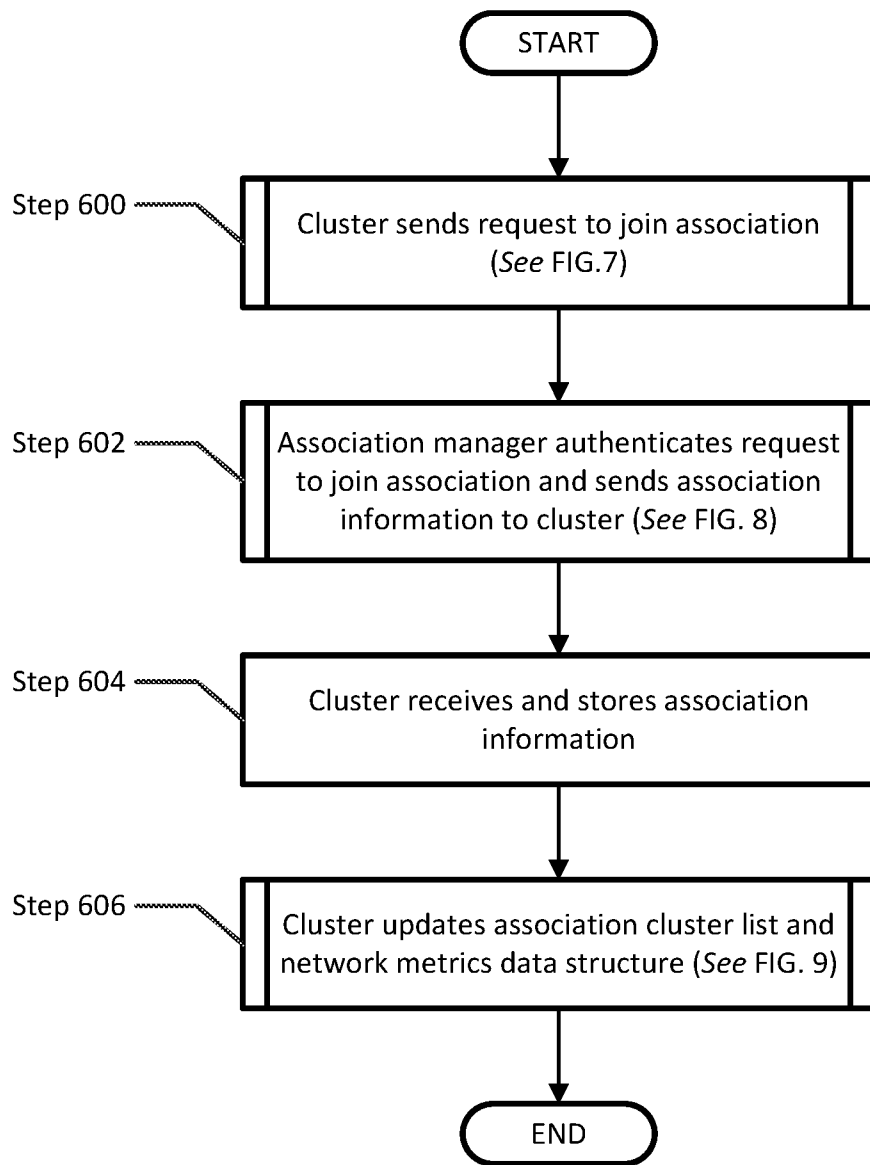 START
Step 600
Cluster sends request to join association
(See FIG.7)
Step 602
Association manager authenticates request
to join association and sends association
information to cluster (See FIG. 8)
Step 604
Cluster receives and stores association
information
Step 606
Cluster updates association cluster list and
network metrics data structure (See FIG. 9)
END